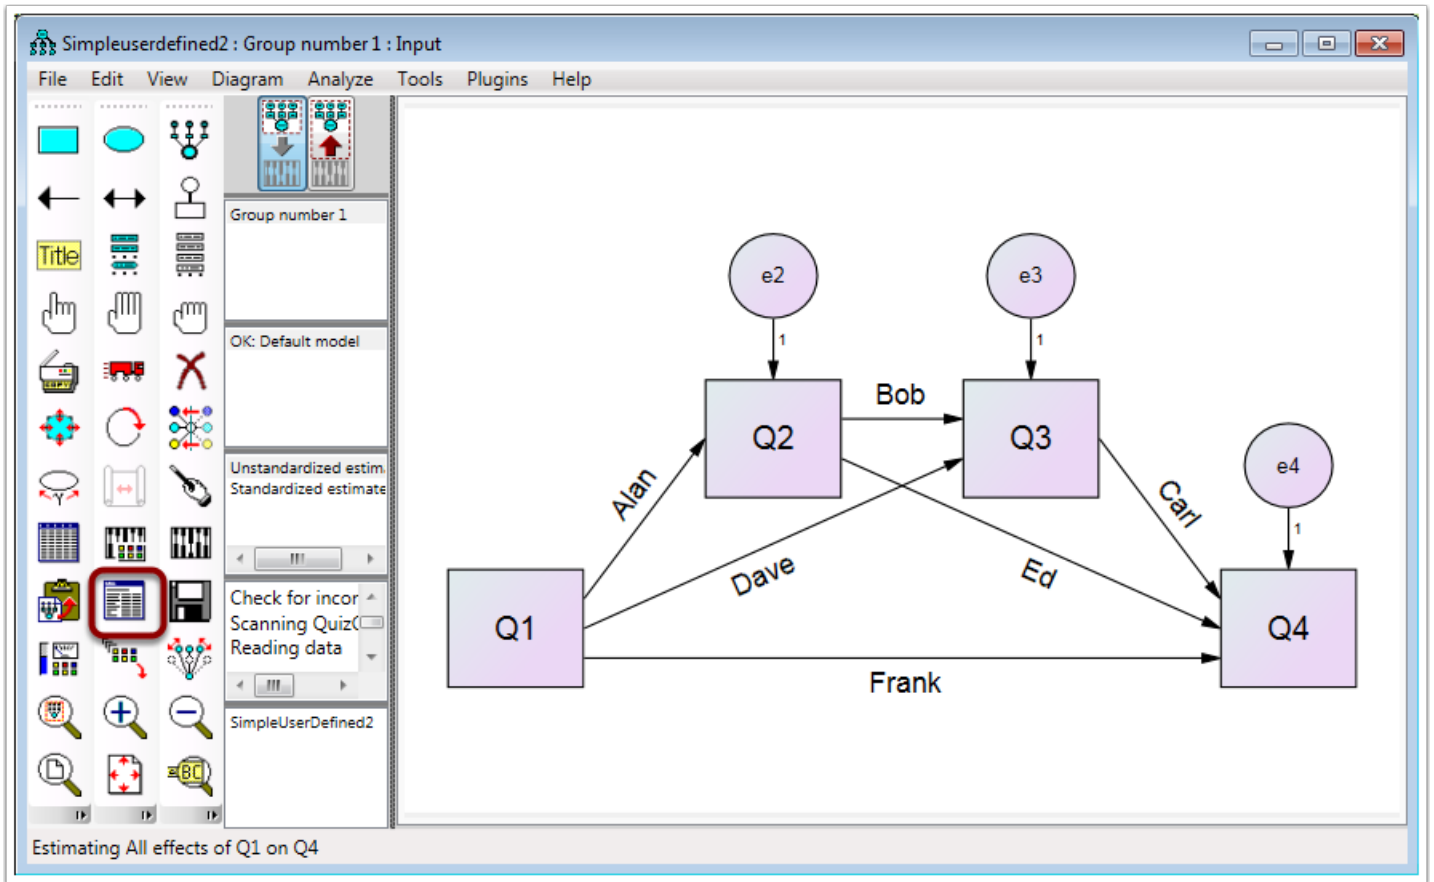 Simpleuserdefined2 : Group number 1 : Input
File Edit View Diagram Analyze Tools Plugins Help
Title
COPY
γ
BC
Group number 1
OK: Default model
Unstandardized estim
Standardized estimate
Check for incor
Scanning Quiz
Reading data
SimpleUserDefined2
e2
e3
1
1
Bob
Q2
Q3
e4
Alan
Carl
1
Dave
Ed
Q1
Q4
Frank
Estimating All effects of Q1 on Q4